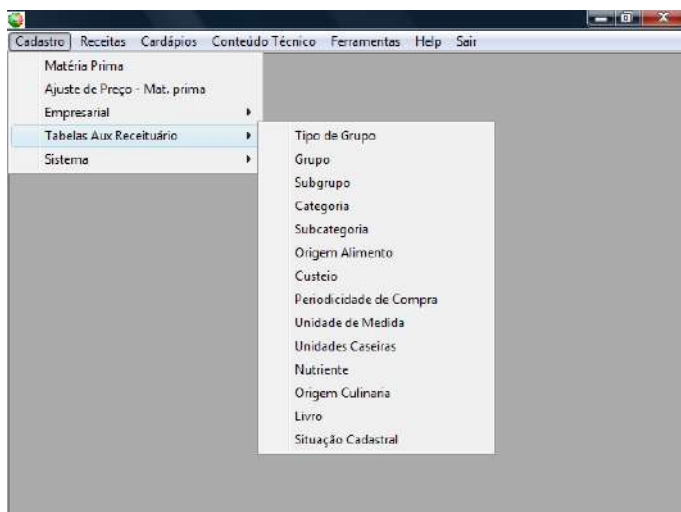 Cadastro Receitas Cardápios Conteúdo Técnico Ferramentas Help Sair
Matéria Prima
Ajuste de Preço - Mat. prima
Empresarial
Tabelas Aux Receituário
Sistema
Tipo de Grupo
Grupo
Subgrupo
Categoria
Subcategoria
Origem Alimento
Custeio
Periodicidade de Compra
Unidade de Medida
Unidades Caseiras
Nutriente
Origem Culinaria
Livro
Situação Cadastral